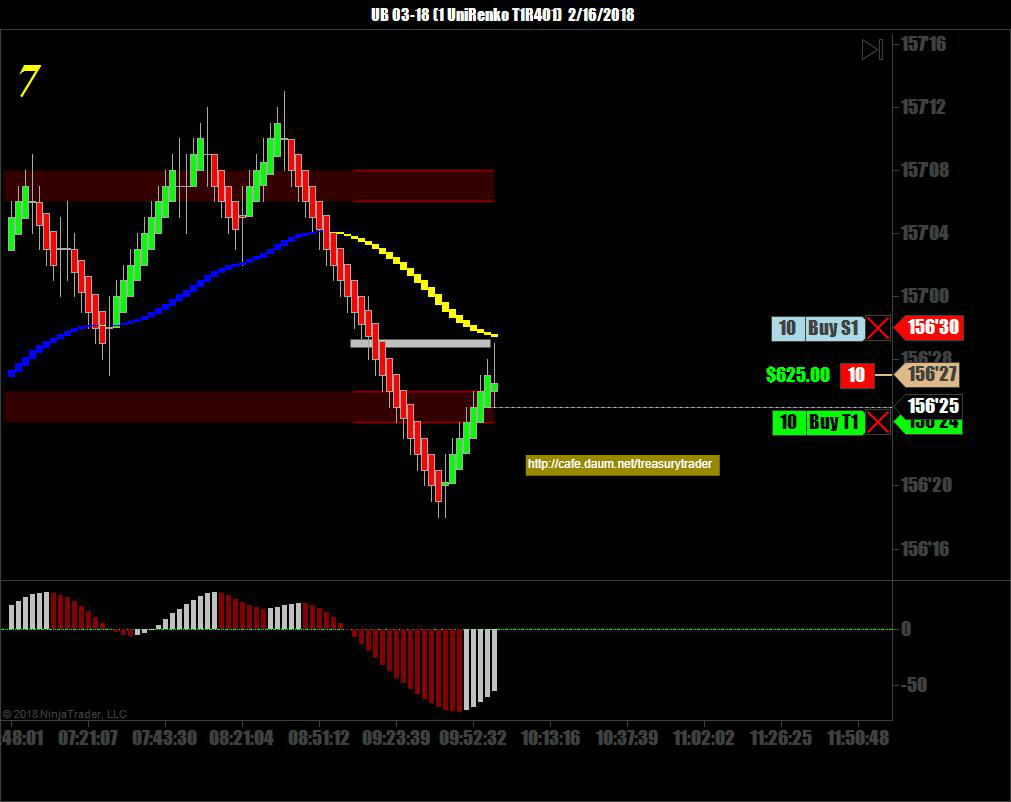 UB 03-18 (1 UniRenko T1R401) 2/16/2018
7
157'16
157'12
157'08
157'04
157'00
10 Buy S1 156'30
156'28
$625.00 10 156'27
156'25
10 Buy T1 156'24
http://cafe.daum.net/treasurytrader
156'20
156'16
0
-50
© 2018 NinjaTrader, LLC
:48:01 07:21:07 07:43:30 08:21:04 08:51:12 09:23:39 09:52:32 10:13:16 10:37:39 11:02:02 11:26:25 11:50:48